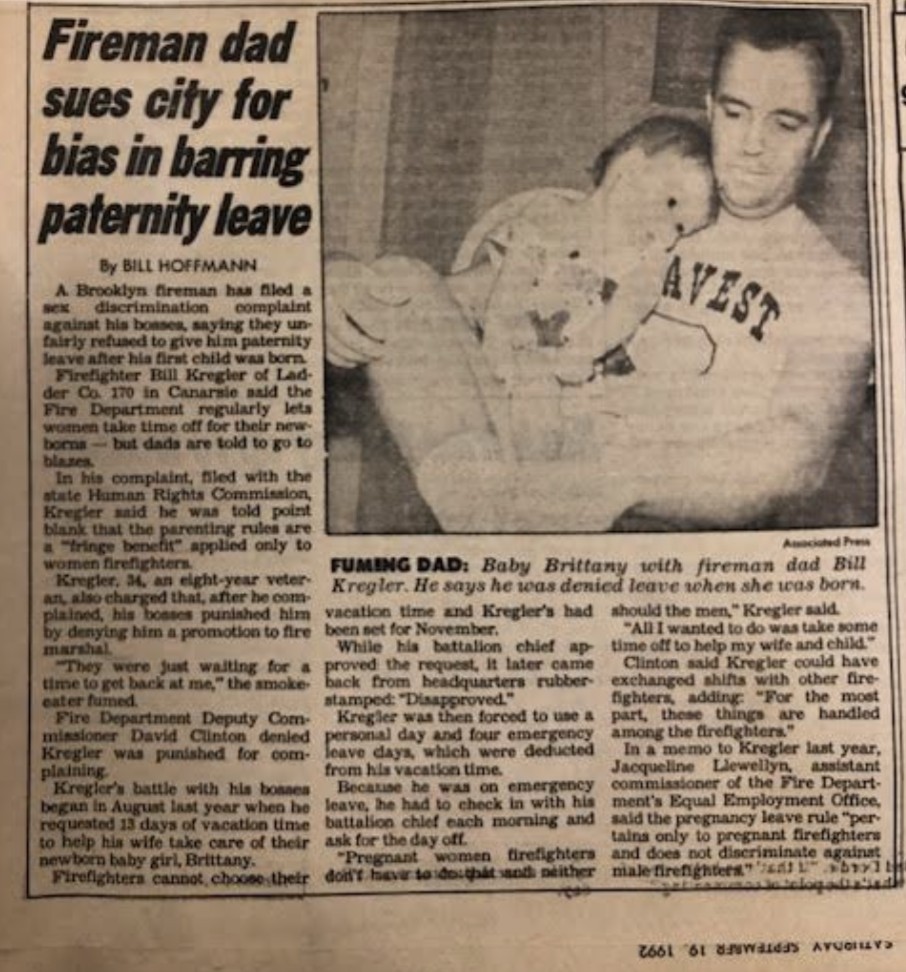 Fireman dad
sues city for
bias in barring
paternity leave
By BILL HOFFMANN
A Brooklyn fireman has filed a
sex discrimination complaint
against his bosses, saying they un-
fairly refused to give him paternity
leave after his first child was born.
Firefighter Bill Kregler of Lad-
der Co. 170 in Canarsie said the
Fire Department regularly lets
women take time off for their new-
borns — but dads are told to go to
blazes.
In his complaint, filed with the
state Human Rights Commission,
Kregler said he was told point
blank that the parenting rules are
a "fringe benefit" applied only to
women firefighters.
Kregler, 34, an eight-year veter-
an, also charged that, after he com-
plained, his bosses punished him
by denying him a promotion to fire
marshal.
"They were just waiting for a
time to get back at me," the smoke-
eater fumed.
Fire Department Deputy Com-
missioner David Clinton denied
Kregler was punished for com-
plaining.
Kregler's battle with his bosses
began in August last year when he
requested 13 days of vacation time
to help his wife take care of their
newborn baby girl, Brittany.
Firefighters cannot choose their
AVEST
Associated Press
FUMING DAD: Baby Brittany with fireman dad Bill
Kregler. He says he was denied leave when she was born.
vacation time and Kregler's had
been set for November.
While his battalion chief ap-
proved the request, it later came
back from headquarters rubber-
stamped: "Disapproved."
Kregler was then forced to use a
personal day and four emergency
leave days, which were deducted
from his vacation time.
Because he was on emergency
leave, he had to check in with his
battalion chief each morning and
ask for the day off.
"Pregnant women firefighters
don't have to do that and neither
should the men," Kregler said.
"All I wanted to do was take some
time off to help my wife and child."
Clinton said Kregler could have
exchanged shifts with other fire-
fighters, adding: "For the most
part, these things are handled
among the firefighters."
In a memo to Kregler last year,
Jacqueline Llewellyn, assistant
commissioner of the Fire Depart-
ment's Equal Employment Office,
said the pregnancy leave rule "per-
tains only to pregnant firefighters
and does not discriminate against
male firefighters."
SATURDAY SEPTEMBER 19, 1992